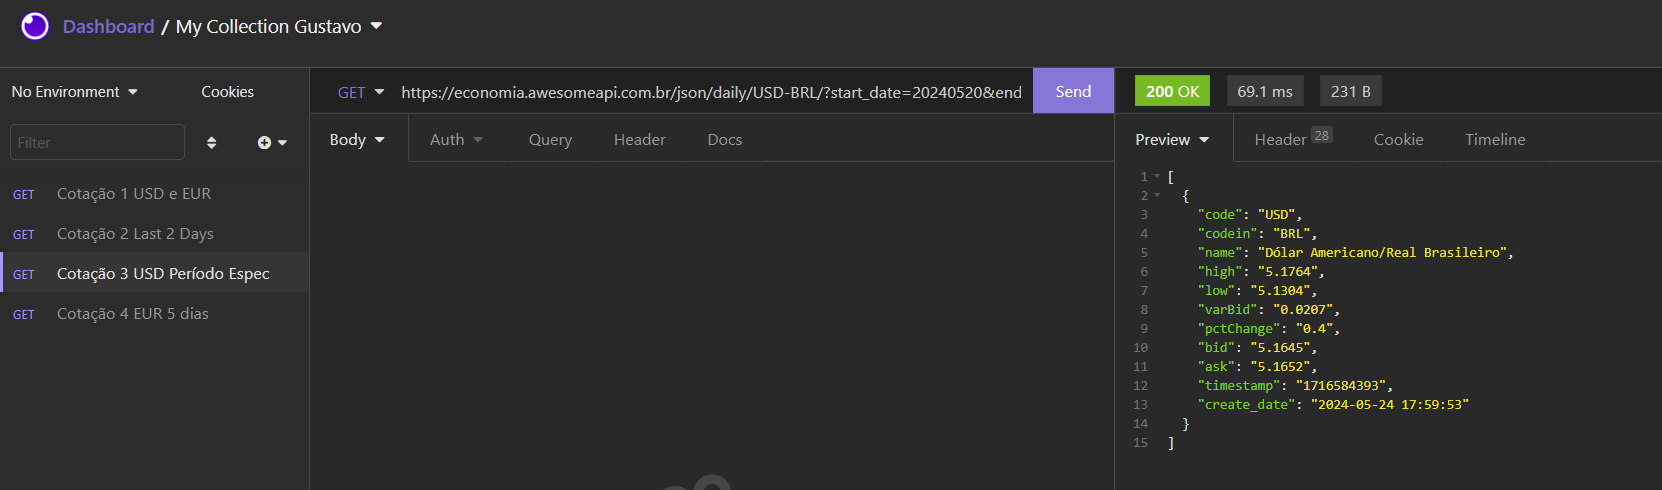 Dashboard / My Collection Gustavo
No Environment
Cookies
Filter
GET Cotação 1 USD e EUR
GET Cotação 2 Last 2 Days
GET Cotação 3 USD Período Espec
GET Cotação 4 EUR 5 dias
GET https://economia.awesomeapi.com.br/json/daily/USD-BRL/?start_date=20240520&end Send
Body Auth Query Header Docs
200 OK 69.1 ms 231 B
Preview Header 28 Cookie Timeline
1 [
2 {
3 "code": "USD",
4 "codein": "BRL",
5 "name": "Dólar Americano/Real Brasileiro",
6 "high": "5.1764",
7 "low": "5.1304",
8 "varBid": "0.0207",
9 "pctChange": "0.4",
10 "bid": "5.1645",
11 "ask": "5.1652",
12 "timestamp": "1716584393",
13 "create_date": "2024-05-24 17:59:53"
14 }
15 ]